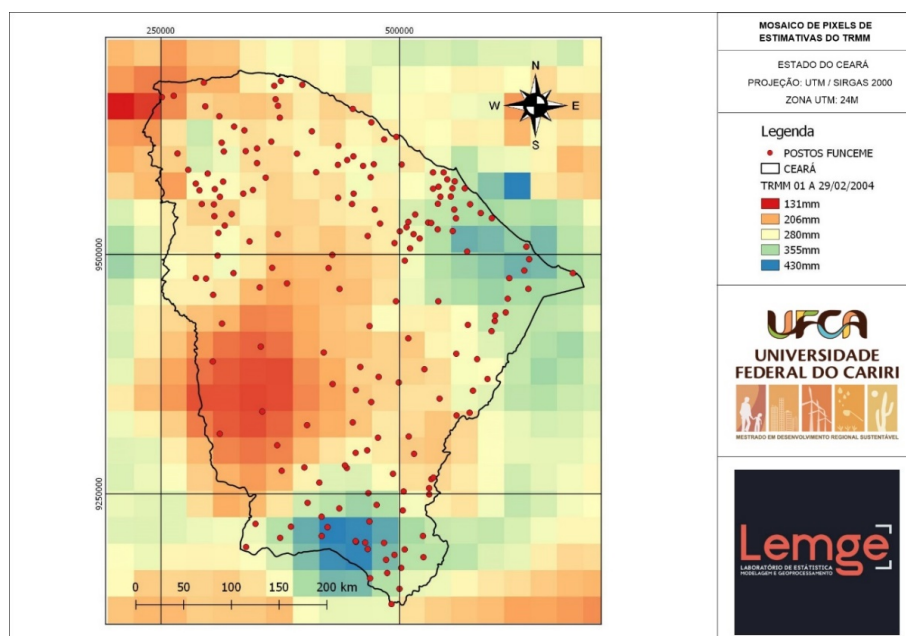 250000
500000
9500000
9250000
N
W
E
S
0 50 100 150 200 km
MOSAICO DE PIXELS DE
ESTIMATIVAS DO TRMM
ESTADO DO CEARÁ
PROJEÇÃO: UTM / SIRGAS 2000
ZONA UTM: 24M
Legenda
POSTOS FUNCEME
CEARÁ
TRMM 01 A 29/02/2004
131mm
206mm
280mm
355mm
430mm
UFCA
UNIVERSIDADE
FEDERAL DO CARIRI
MESTRADO EM DESENVOLVIMENTO REGIONAL SUSTENTÁVEL
Lemge
LABORATÓRIO DE ESTATÍSTICA
MODELAGEM E GEOPROCESSAMENTO